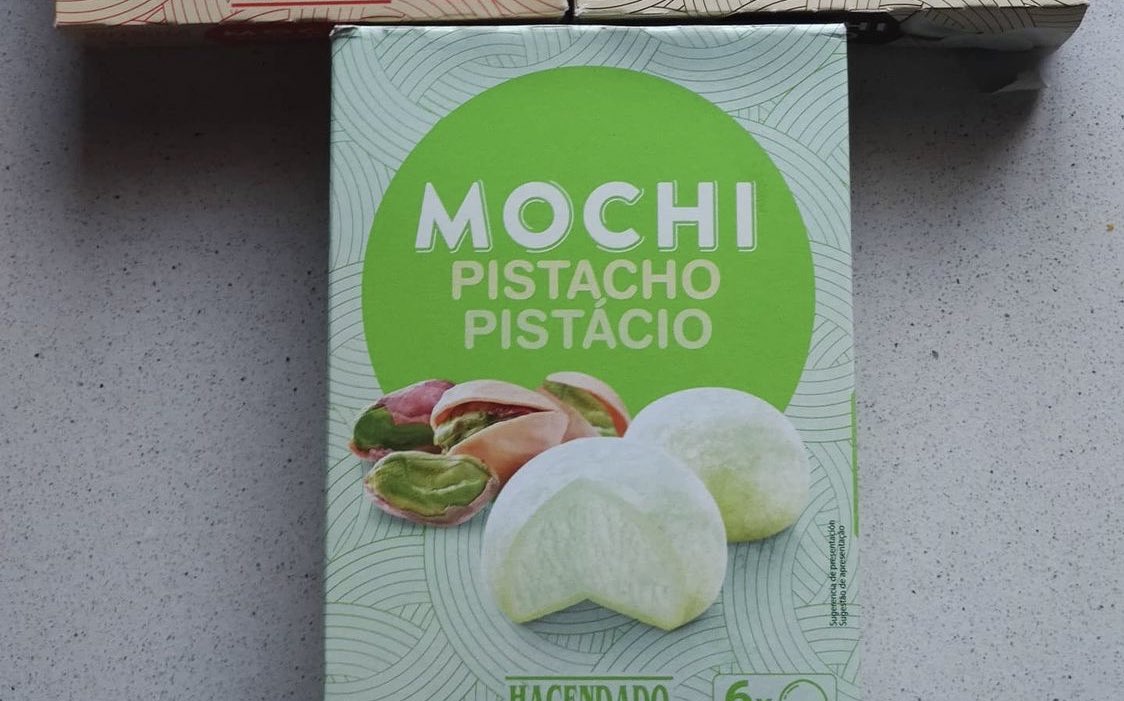 MOCHI
PISTACHO
PISTÁCIO
Sugerencia de presentación
Sugestão de apresentação
HACENDADO
6x